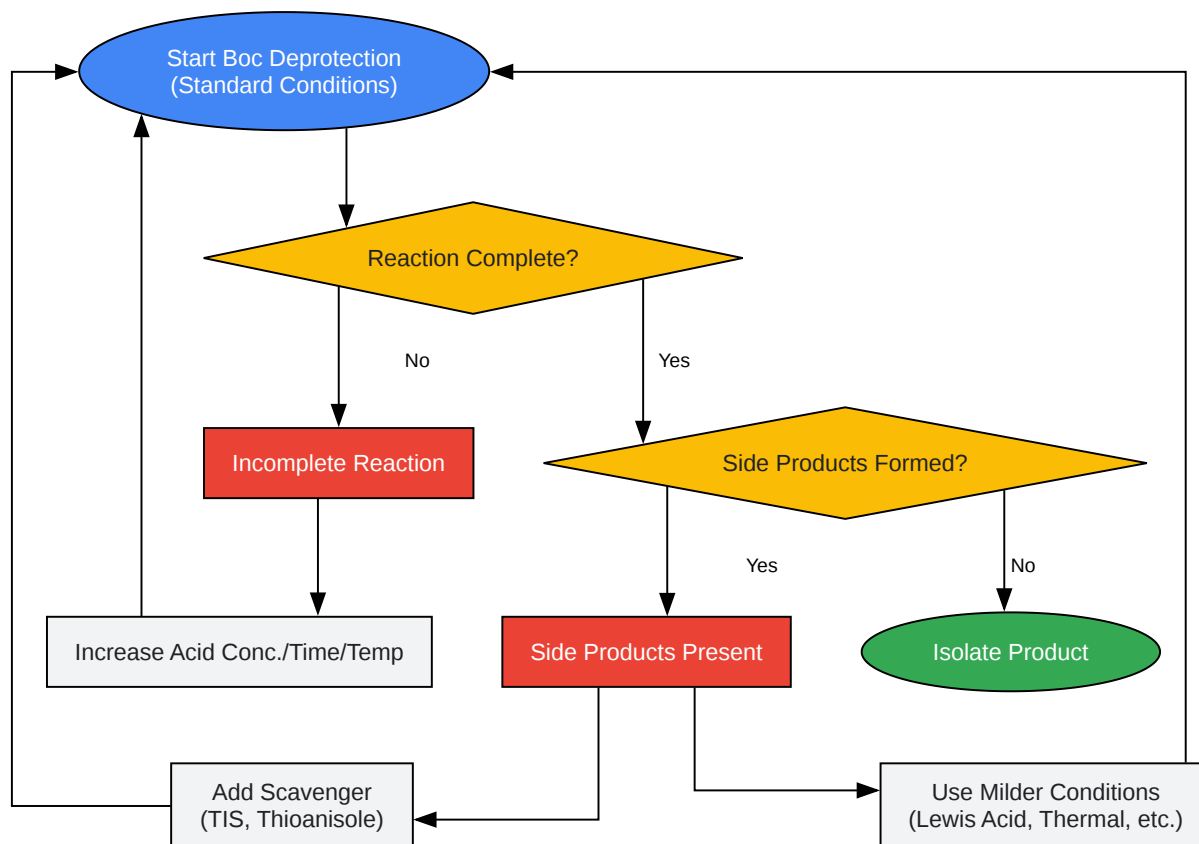 Start Boc Deprotection
(Standard Conditions)
Reaction Complete?
No
Yes
Incomplete Reaction
Side Products Formed?
Yes
No
Increase Acid Conc./Time/Temp
Side Products Present
Isolate Product
Add Scavenger
(TIS, Thioanisole)
Use Milder Conditions
(Lewis Acid, Thermal, etc.)